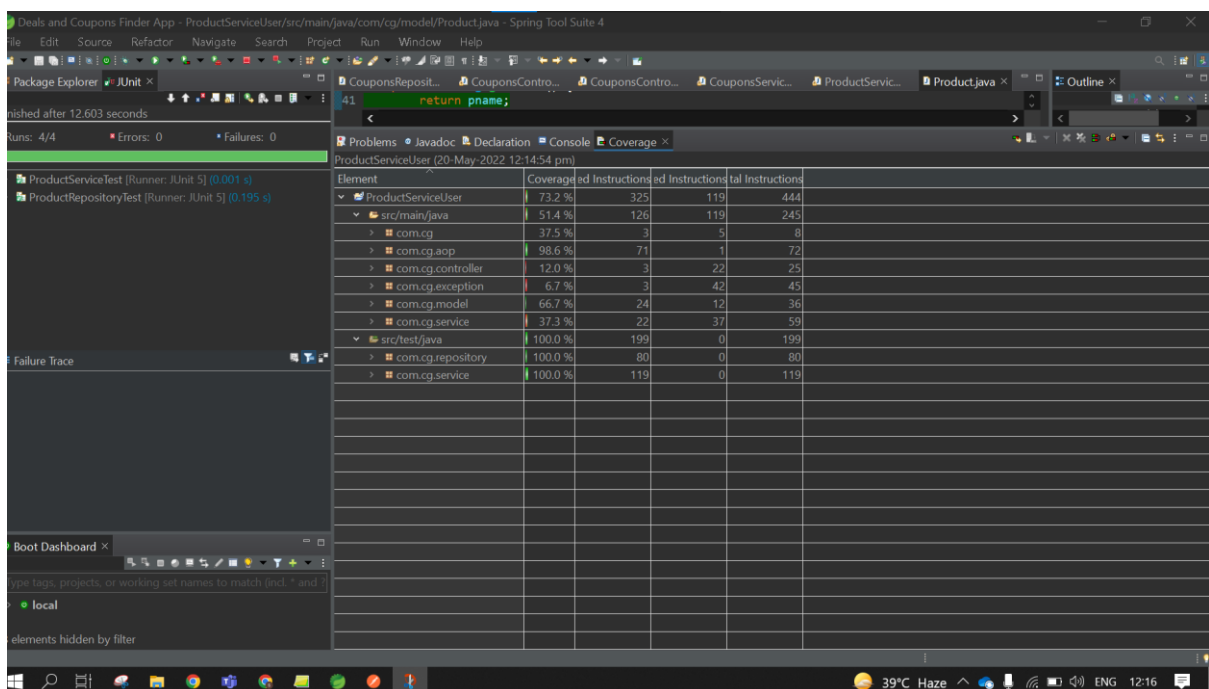 Deals and Coupons Finder App - ProductServiceUser/src/main/java/com/cg/model/Product.java - Spring Tool Suite 4
File Edit Source Refactor Navigate Search Project Run Window Help
Package Explorer JUnit
nished after 12.603 seconds
Runs: 4/4 Errors: 0 Failures: 0
ProductServiceTest [Runner: JUnit 5] (0.001 s)
ProductRepositoryTest [Runner: JUnit 5] (0.195 s)
Failure Trace
Boot Dashboard
Type tags, projects, or working set names to match (incl. * and ?
local
elements hidden by filter
CouponsReposit... CouponsContro... CouponsContro... CouponsServic... ProductServic... Product.java
41 return pname;
Outline
Problems Javadoc Declaration Console Coverage
ProductServiceUser (20-May-2022 12:14:54 pm)
Element Coverage ed Instructions ed Instructions tal Instructions
ProductServiceUser 73.2 % 325 119 444
src/main/java 51.4 % 126 119 245
com.cg 37.5 % 3 5 8
com.cg.aop 98.6 % 71 1 72
com.cg.controller 12.0 % 3 22 25
com.cg.exception 6.7 % 3 42 45
com.cg.model 66.7 % 24 12 36
com.cg.service 37.3 % 22 37 59
src/test/java 100.0 % 199 0 199
com.cg.repository 100.0 % 80 0 80
com.cg.service 100.0 % 119 0 119
39°C Haze ENG 12:16